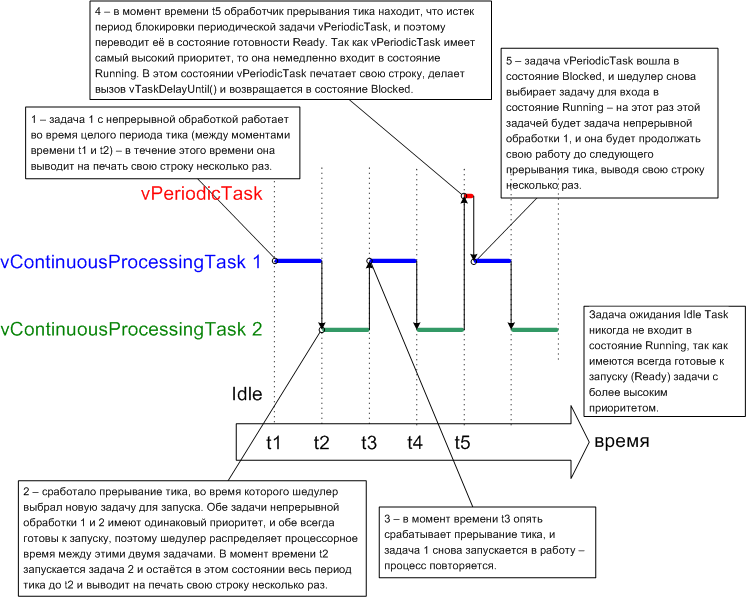 4 – в момент времени t5 обработчик прерывания тика находит, что истек
период блокировки периодической задачи vPeriodicTask, и поэтому
переводит её в состояние готовности Ready. Так как vPeriodicTask имеет
самый высокий приоритет, то она немедленно входит в состояние
Running. В этом состоянии vPeriodicTask печатает свою строку, делает
вызов vTaskDelayUntil() и возвращается в состояние Blocked.
5 – задача vPeriodicTask вошла в
состояние Blocked, и шедулер снова
выбирает задачу для входа в
состояние Running – на этот раз этой
задачей будет задача непрерывной
обработки 1, и она будет продолжать
свою работу до следующего
прерывания тика, выводя свою строку
несколько раз.
1 – задача 1 с непрерывной обработкой работает
во время целого периода тика (между моментами
времени t1 и t2) – в течение этого времени она
выводит на печать свою строку несколько раз.
vPeriodicTask
vContinuousProcessingTask 1
vContinuousProcessingTask 2
Idle
Задача ожидания Idle Task
никогда не входит в
состояние Running, так как
имеются всегда готовые к
запуску (Ready) задачи с
более высоким
приоритетом.
t1 t2 t3 t4 t5 время
2 – сработало прерывание тика, во время которого шедулер
выбрал новую задачу для запуска. Обе задачи непрерывной
обработки 1 и 2 имеют одинаковый приоритет, и обе всегда
готовы к запуску, поэтому шедулер распределяет процессорное
время между этими двумя задачами. В момент времени t2
запускается задача 2 и остаётся в этом состоянии весь период
тика до t2 и выводит на печать свою строку несколько раз.
3 – в момент времени t3 опять
срабатывает прерывание тика, и
задача 1 снова запускается в работу –
процесс повторяется.